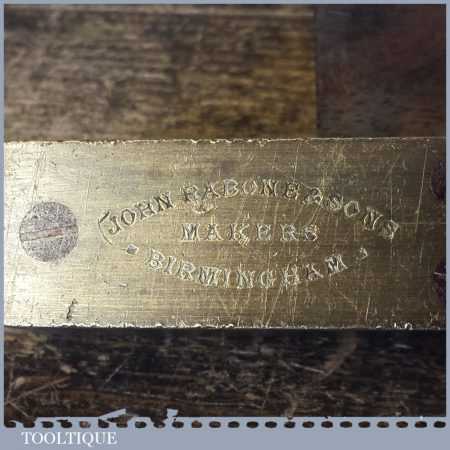 JOHN RABONE & SONS
MAKERS
BIRMINGHAM
TOOLTIQUE